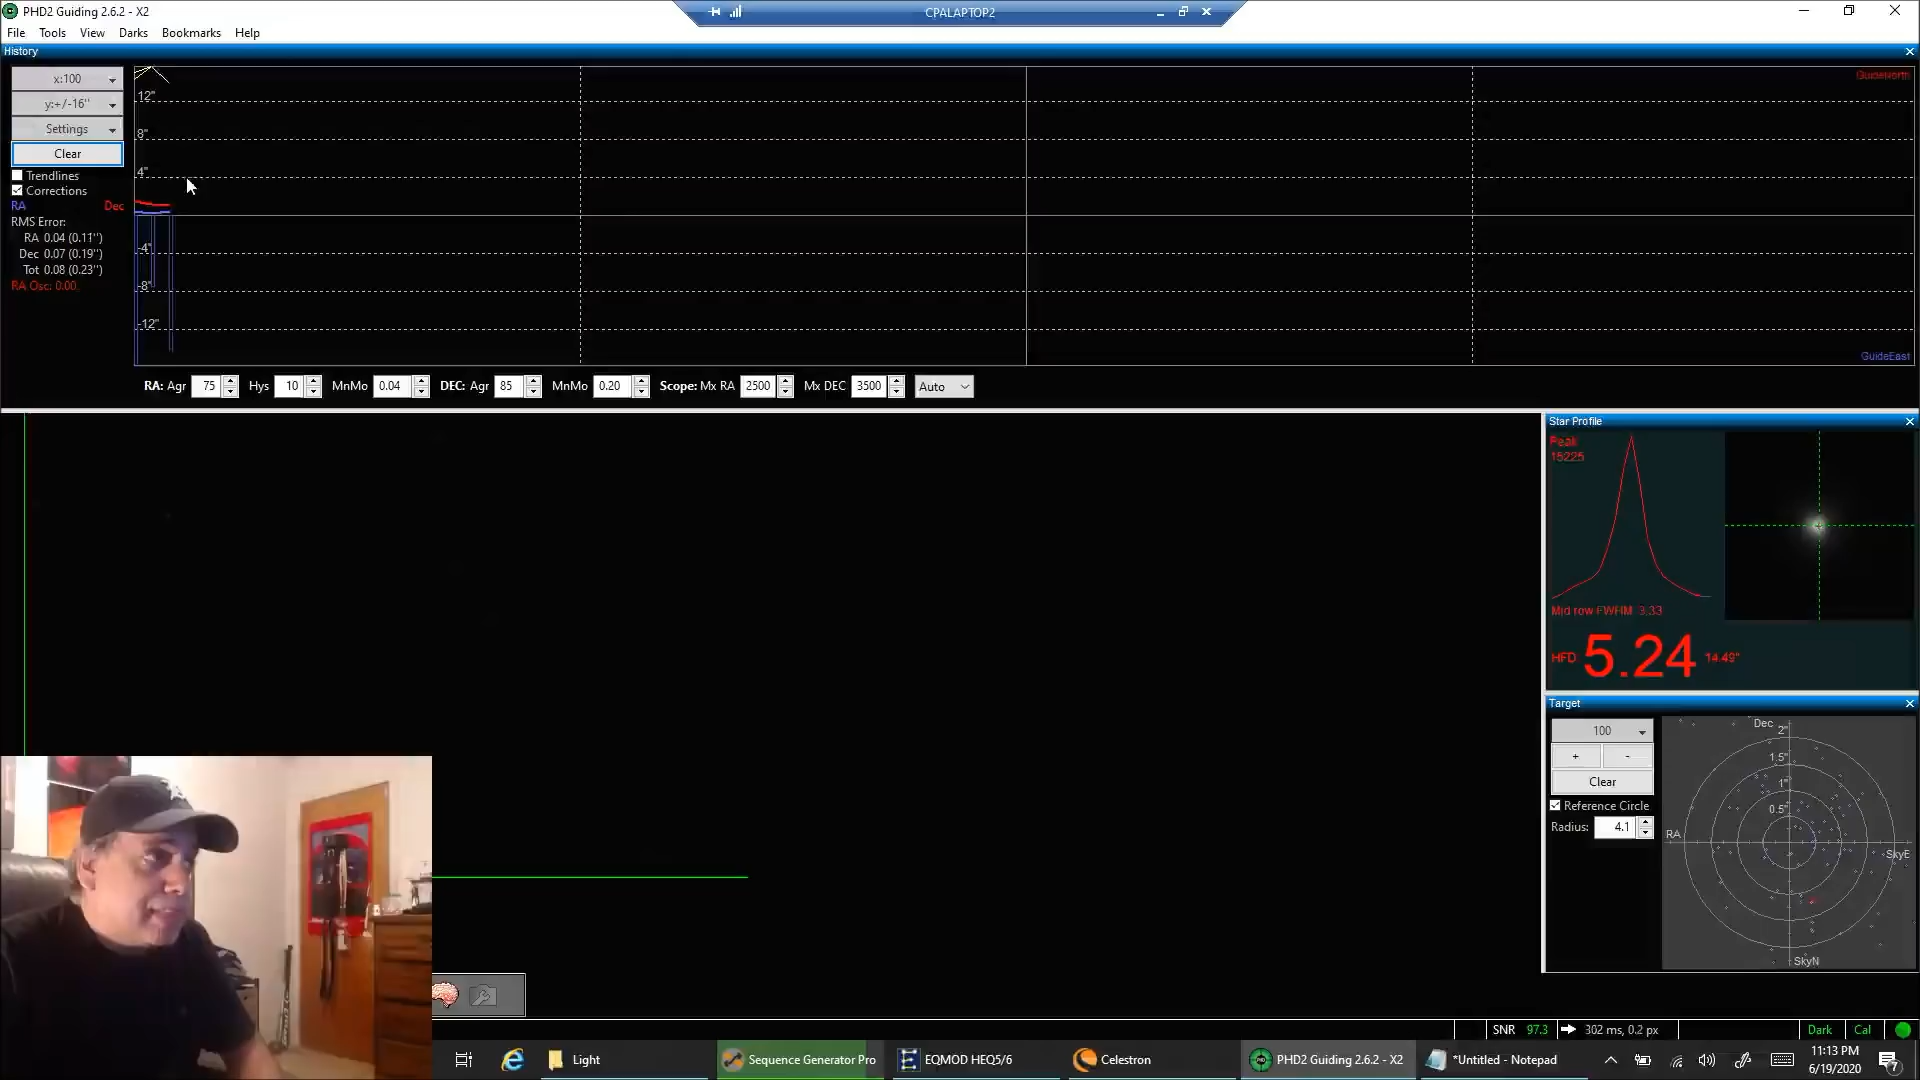 PHD2 Guiding 2.6.2 - X2
CPALAPTOP2
File Tools View Darks Bookmarks Help
History
x:100
y:+/-16"
Settings
Clear
Trendlines
Corrections
RA Dec
RMS Error:
RA 0.04 (0.11")
Dec 0.07 (0.19")
Tot 0.08 (0.23")
RA Osc: 0.00
12"
8"
4"
-4"
-8"
-12"
GuideNorth
GuideEast
RA: Agr 75 Hys 10 MnMo 0.04 DEC: Agr 85 MnMo 0.20 Scope: Mx RA 2500 Mx DEC 3500 Auto
Star Profile
Peak
15225
Mid row FWHM 3.33
HFD 5.24 14.49"
Target
100
+ -
Clear
Reference Circle
Radius: 4.1
Dec
2"
1.5"
1"
0.5"
RA
SkyE
SkyN
SNR 97.3 302 ms, 0.2 px Dark Cal
Light
Sequence Generator Pro
EQMOD HEQ5/6
Celestron
PHD2 Guiding 2.6.2 - X2
*Untitled - Notepad
11:13 PM
6/19/2020
7